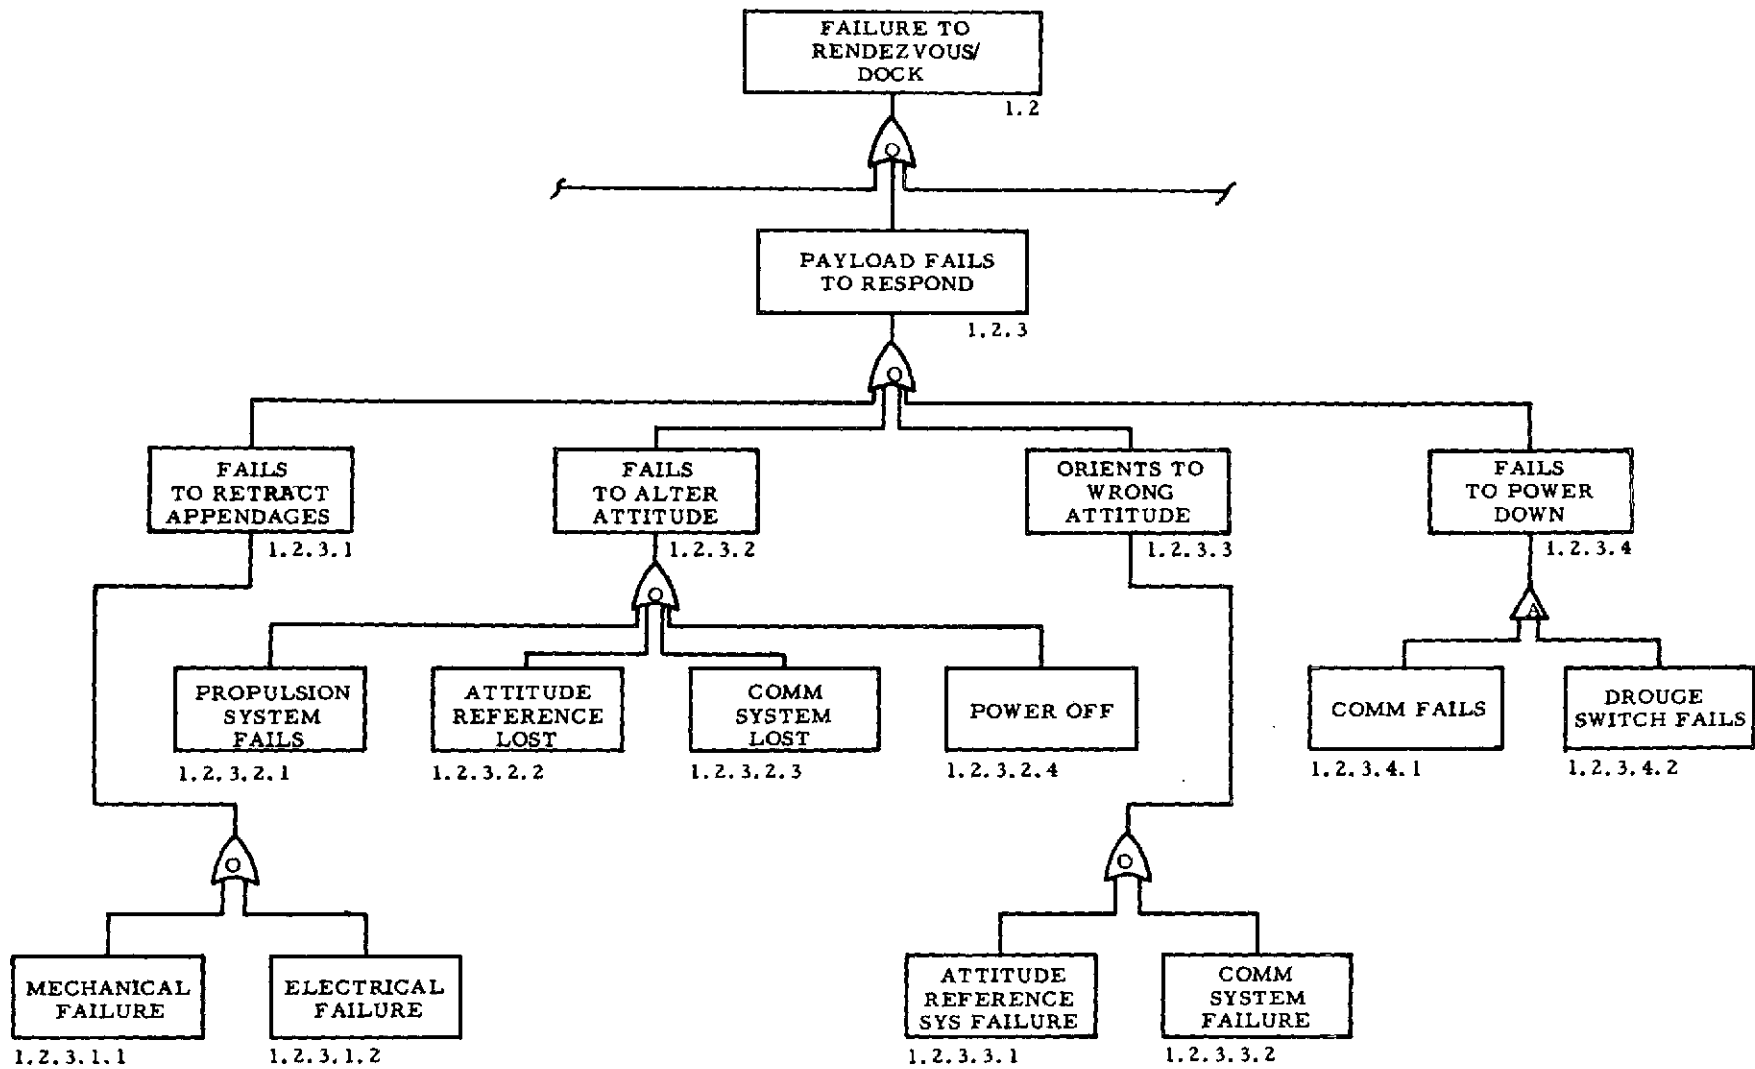 FAILURE TO
RENDEZVOUS/
DOCK
1.2
O
PAYLOAD FAILS
TO RESPOND
1.2.3
O
FAILS
TO RETRACT
APPENDAGES
1.2.3.1
FAILS
TO ALTER
ATTITUDE
1.2.3.2
ORIENTS TO
WRONG
ATTITUDE
1.2.3.3
FAILS
TO POWER
DOWN
1.2.3.4
O
A
PROPULSION
SYSTEM
FAILS
1.2.3.2.1
ATTITUDE
REFERENCE
LOST
1.2.3.2.2
COMM
SYSTEM
LOST
1.2.3.2.3
POWER OFF
1.2.3.2.4
COMM FAILS
1.2.3.4.1
DROUGE
SWITCH FAILS
1.2.3.4.2
O
O
MECHANICAL
FAILURE
1.2.3.1.1
ELECTRICAL
FAILURE
1.2.3.1.2
ATTITUDE
REFERENCE
SYS FAILURE
1.2.3.3.1
COMM
SYSTEM
FAILURE
1.2.3.3.2